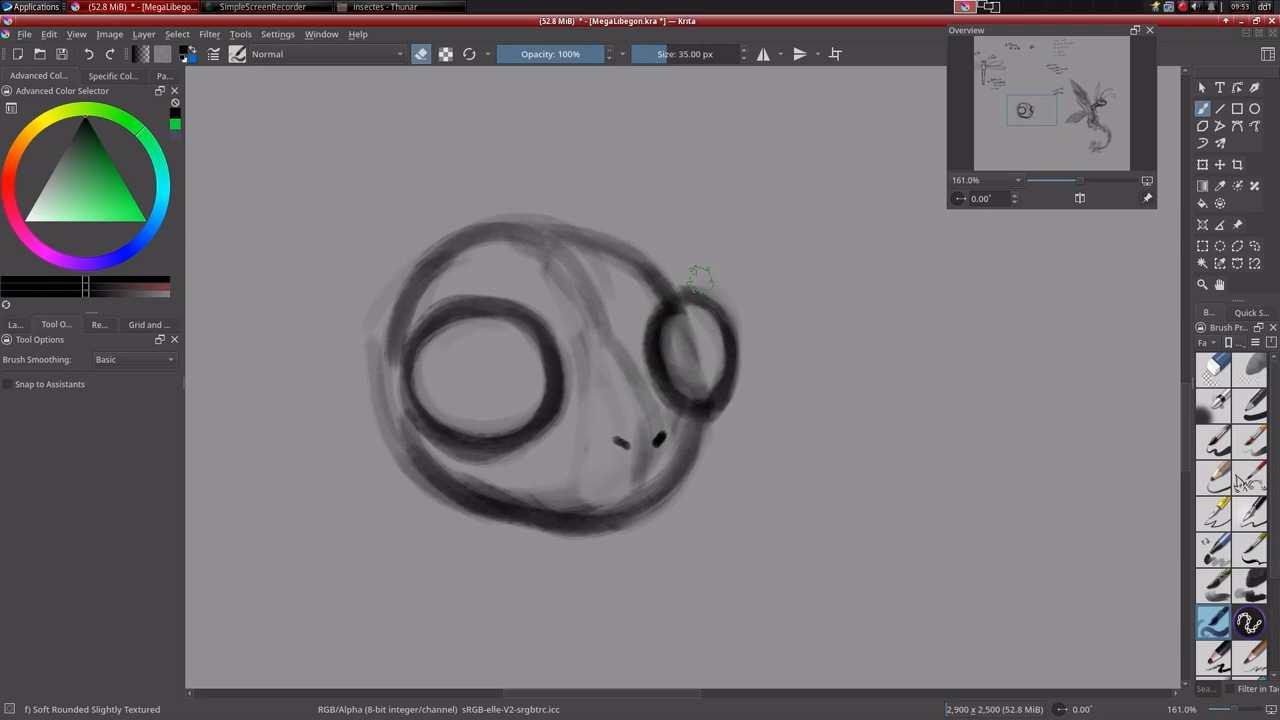 Applications
(52.8 MiB) * - [MegaLibego...
SimpleScreenRecorder
insectes - Thunar
09:53
dd1
(52.8 MiB) * - [MegaLibegon.kra *] — Krita
File Edit View Image Layer Select Filter Tools Settings Window Help
Normal
Opacity: 100%
Size: 35.00 px
Advanced Col...
Specific Col...
Pa...
Advanced Color Selector
La...
Tool O...
Re...
Grid and ...
Tool Options
Brush Smoothing:
Basic
Snap to Assistants
Overview
161.0%
0.00°
B...
Quick S...
Brush Pr...
Fa
...
Sea...
Filter in Ta
f) Soft Rounded Slightly Textured
RGB/Alpha (8-bit integer/channel) sRGB-elle-V2-srgbtrc.icc
2,900 x 2,500 (52.8 MiB)
0.00°
161.0%